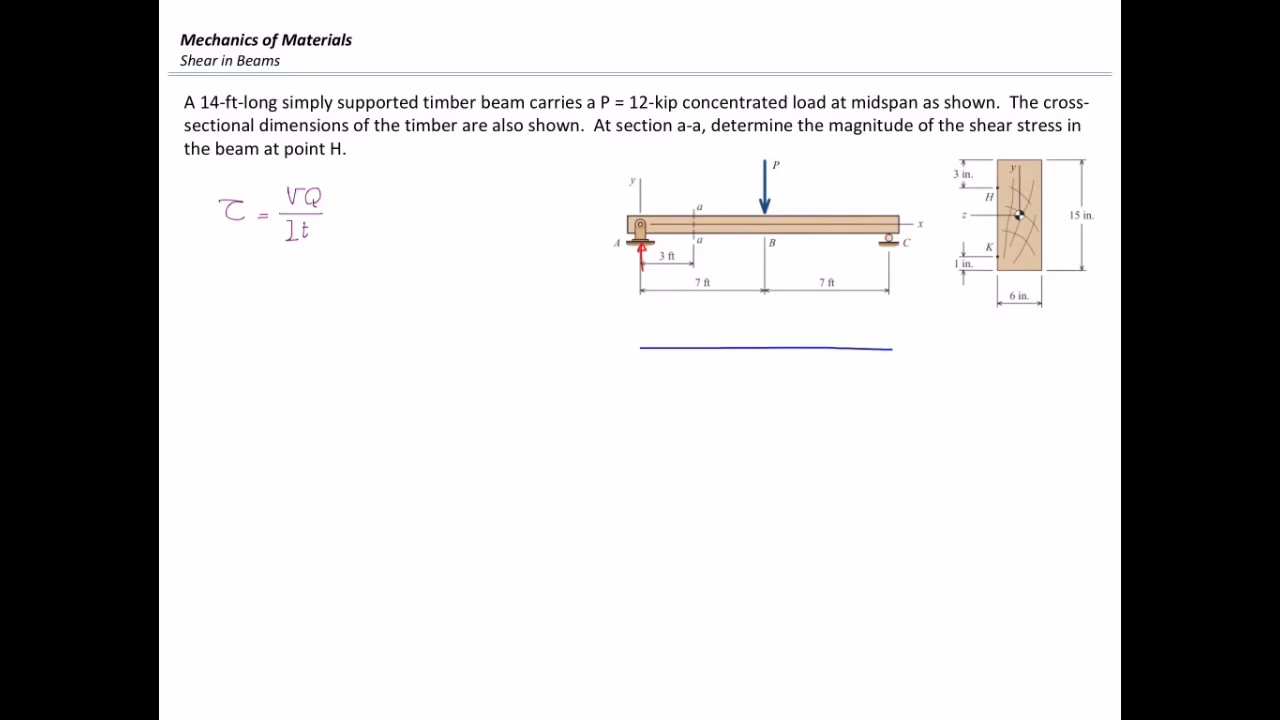 Mechanics of Materials
Shear in Beams
A 14-ft-long simply supported timber beam carries a P = 12-kip concentrated load at midspan as shown. The cross-
sectional dimensions of the timber are also shown. At section a-a, determine the magnitude of the shear stress in
the beam at point H.
τ = VQ
It
P
y
a
x
A
a
B
C
3 ft
7 ft
7 ft
3 in.
y
H
z
15 in.
K
1 in.
6 in.